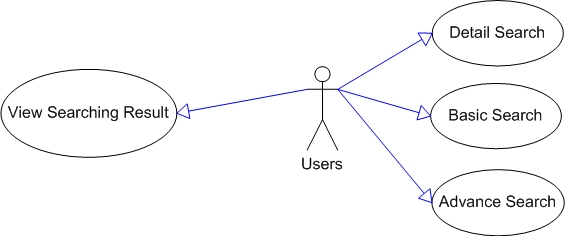 Detail Search
View Searching Result
Basic Search
Users
Advance Search